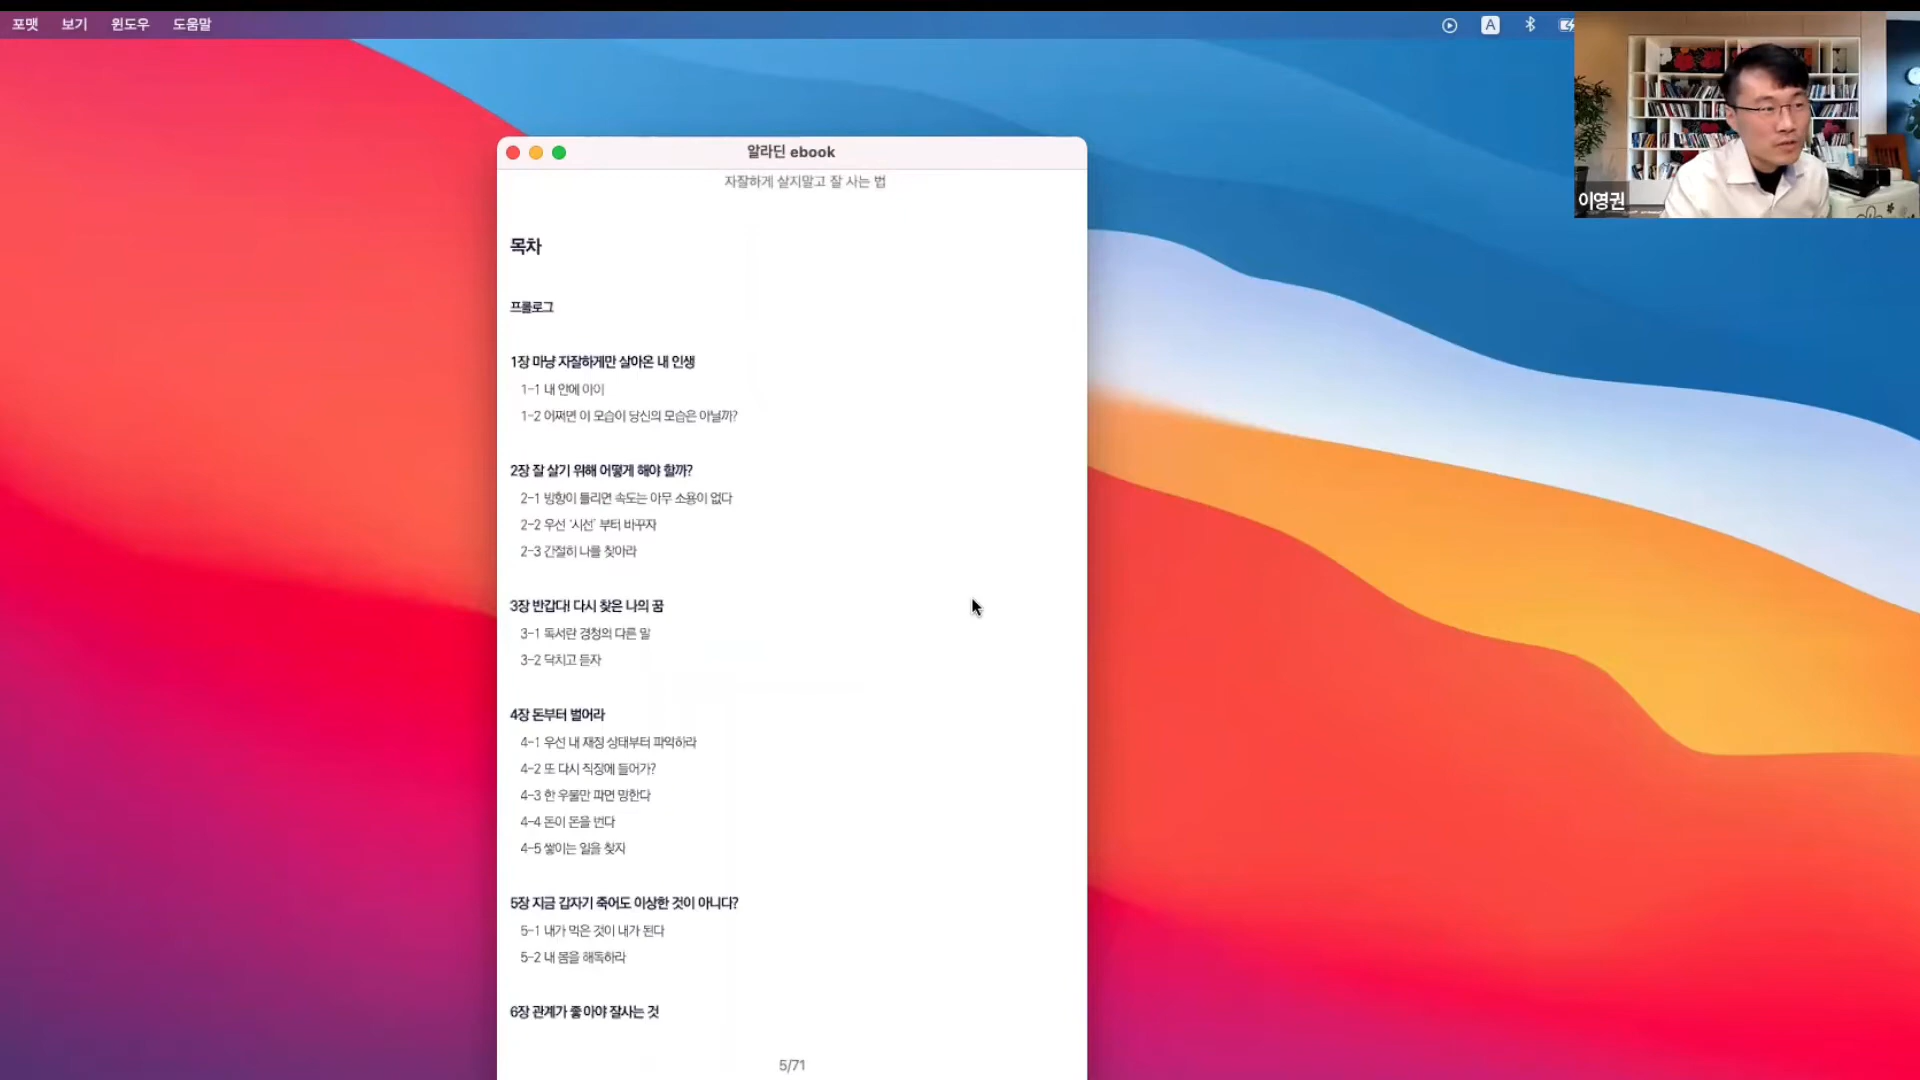 포맷 보기 윈도우 도움말
A
이영권
알라딘 ebook
자잘하게 살지말고 잘 사는 법
목차
프롤로그
1장 마냥 자잘하게만 살아온 내 인생
1-1 내 안에 아이
1-2 어쩌면 이 모습이 당신의 모습은 아닐까?
2장 잘 살기 위해 어떻게 해야 할까?
2-1 방향이 틀리면 속도는 아무 소용이 없다
2-2 우선 ‘시선’ 부터 바꾸자
2-3 간절히 나를 찾아라
3장 반갑다! 다시 찾은 나의 꿈
3-1 독서란 경청의 다른 말
3-2 닥치고 듣자
4장 돈부터 벌어라
4-1 우선 내 재정 상태부터 파악하라
4-2 또 다시 직장에 들어가?
4-3 한 우물만 파면 망한다
4-4 돈이 돈을 번다
4-5 쌓이는 일을 찾자
5장 지금 갑자기 죽어도 이상한 것이 아니다?
5-1 내가 먹은 것이 내가 된다
5-2 내 몸을 해독하라
6장 관계가 좋아야 잘사는 것
5/71